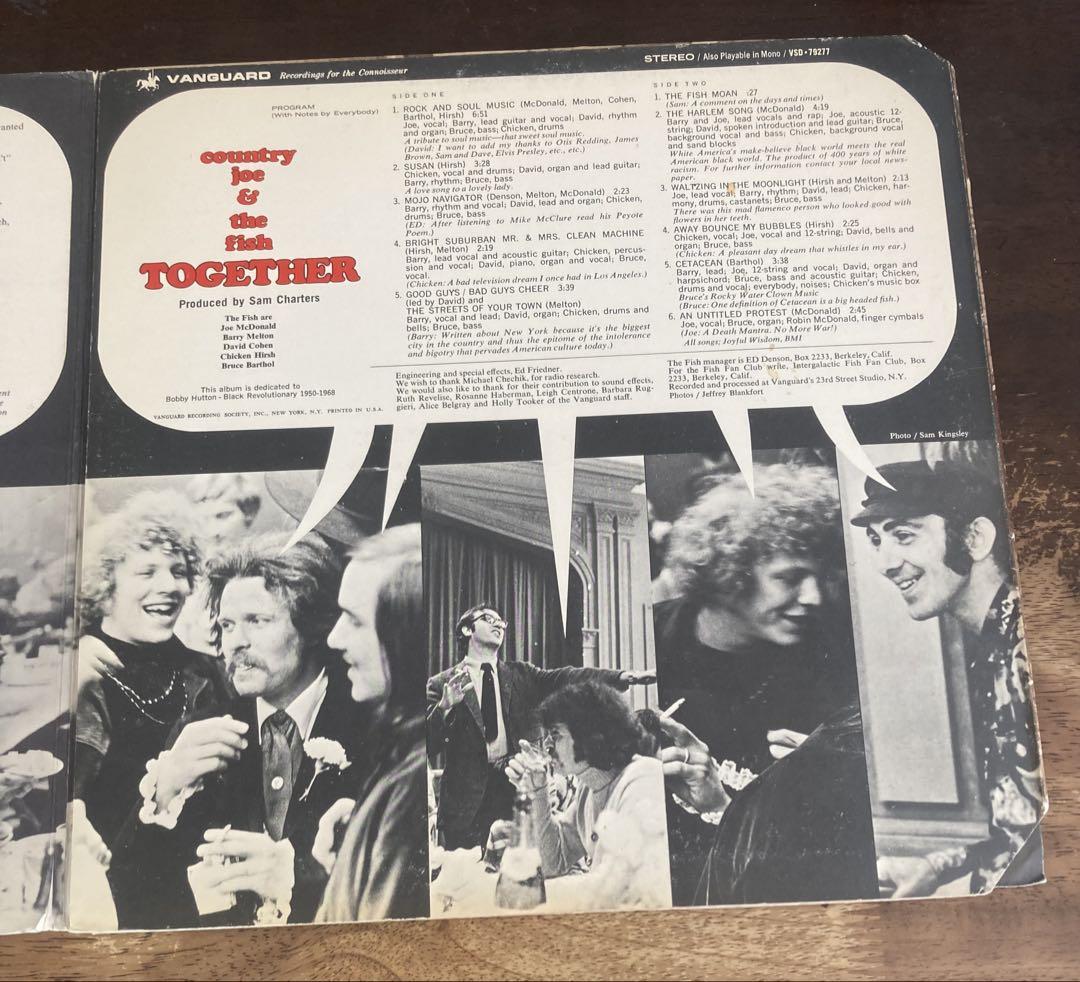 anted
VANGUARD Recordings for the Connoisseur
STEREO / Also Playable in Mono / VSD•79277
PROGRAM
(With Notes by Everybody)
country
joe
&
the
fish
TOGETHER
Produced by Sam Charters
The Fish are
Joe McDonald
Barry Melton
David Cohen
Chicken Hirsh
Bruce Barthol
This album is dedicated to
Bobby Hutton - Black Revolutionary 1950-1968
VANGUARD RECORDING SOCIETY, INC., NEW YORK, N.Y. PRINTED IN U.S.A.
SIDE ONE
1. ROCK AND SOUL MUSIC (McDonald, Melton, Cohen,
Barthol, Hirsh) 6:51
Joe, vocal; Barry, lead guitar and vocal; David, rhythm
and organ; Bruce, bass; Chicken, drums
A tribute to soul music—that sweet soul music.
(David: I want to add my thanks to Otis Redding, James
Brown, Sam and Dave, Elvis Presley, etc., etc.)
2. SUSAN (Hirsh) 3:28
Chicken, vocal and drums; David, organ and lead guitar;
Barry, rhythm; Bruce, bass
A love song to a lovely lady.
3. MOJO NAVIGATOR (Denson, Melton, McDonald) 2:23
Barry, rhythm and vocal; David, lead and organ; Chicken,
drums; Bruce, bass
(ED: After listening to Mike McClure read his Peyote
Poem.)
4. BRIGHT SUBURBAN MR. & MRS. CLEAN MACHINE
(Hirsh, Melton) 2:19
Barry, lead vocal and acoustic guitar; Chicken, percus-
sion and vocal; David, piano, organ and vocal; Bruce,
vocal.
(Chicken: A bad television dream I once had in Los Angeles.)
5. GOOD GUYS / BAD GUYS CHEER 3:39
(led by David) and
THE STREETS OF YOUR TOWN (Melton)
Barry, vocal and lead; David, organ; Chicken, drums and
bells; Bruce, bass
(Barry: Written about New York because it's the biggest
city in the country and thus the epitome of the intolerance
and bigotry that pervades American culture today.)
SIDE TWO
1. THE FISH MOAN :27
(Sam: A comment on the days and times)
2. THE HARLEM SONG (McDonald) 4:19
Barry and Joe, lead vocals and rap; Joe, acoustic 12-
string; David, spoken introduction and lead guitar; Bruce,
background vocal and bass; Chicken, background vocal
and sand blocks
White America's make-believe black world meets the real
American black world. The product of 400 years of white
racism. For further information contact your local news-
paper.
3. WALTZING IN THE MOONLIGHT (Hirsh and Melton) 2:13
Joe, lead vocal; Barry, rhythm; David, lead; Chicken, har-
mony, drums, castanets; Bruce, bass
There was this mad flamenco person who looked good with
flowers in her teeth.
4. AWAY BOUNCE MY BUBBLES (Hirsh) 2:25
Chicken, vocal; Joe, vocal and 12-string; David, bells and
organ; Bruce, bass
(Chicken: A pleasant day dream that whistles in my ear.)
5. CETACEAN (Barthol) 3:38
Barry, lead; Joe, 12-string and vocal; David, organ and
harpsichord; Bruce, bass and acoustic guitar; Chicken,
drums and vocal; everybody, noises; Chicken's music box
Bruce's Rocky Water Clown Music
(Bruce: One definition of Cetacean is a big headed fish.)
6. AN UNTITLED PROTEST (McDonald) 2:45
Joe, vocal; Bruce, organ; Robin McDonald, finger cymbals
(Joe: A Death Mantra. No More War!)
All songs; Joyful Wisdom, BMI
Engineering and special effects, Ed Friedner.
We wish to thank Michael Chechik, for radio research.
We would also like to thank for their contribution to sound effects,
Ruth Revelise, Rosanne Haberman, Leigh Centrone, Barbara Rug-
gieri, Alice Belgray and Holly Tooker of the Vanguard staff.
The Fish manager is ED Denson, Box 2233, Berkeley, Calif.
For the Fish Fan Club write, Intergalactic Fish Fan Club, Box
2233, Berkeley, Calif.
Recorded and processed at Vanguard's 23rd Street Studio, N.Y.
Photos / Jeffrey Blankfort
Photo / Sam Kingsley